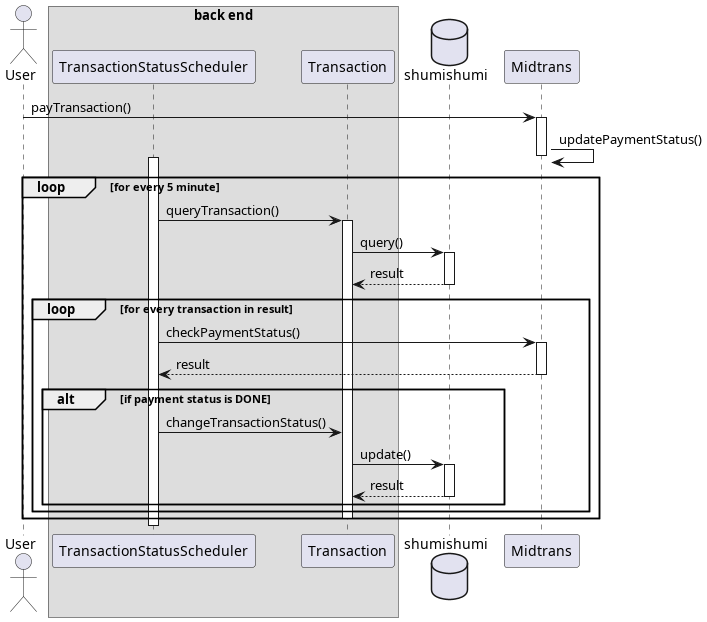 back end
User
TransactionStatusScheduler
Transaction
shumishumi
Midtrans
payTransaction()
updatePaymentStatus()
loop [for every 5 minute]
queryTransaction()
query()
result
loop [for every transaction in result]
checkPaymentStatus()
result
alt [if payment status is DONE]
changeTransactionStatus()
update()
result
User
TransactionStatusScheduler
Transaction
shumishumi
Midtrans